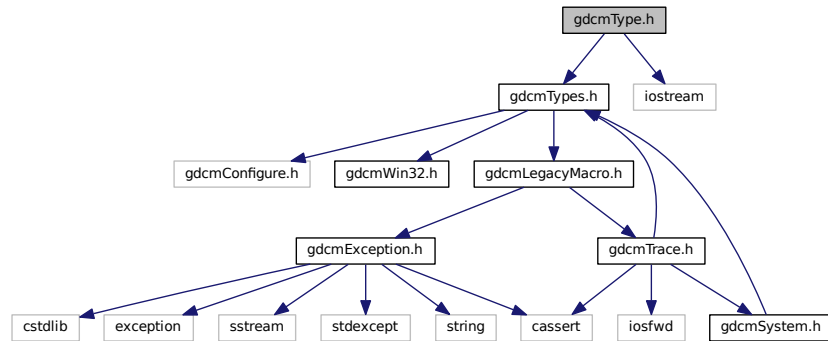 gdcmType.h
gdcmTypes.h
iostream
gdcmConfigure.h
gdcmWin32.h
gdcmLegacyMacro.h
gdcmException.h
gdcmTrace.h
cstdlib
exception
sstream
stdexcept
string
cassert
iosfwd
gdcmSystem.h